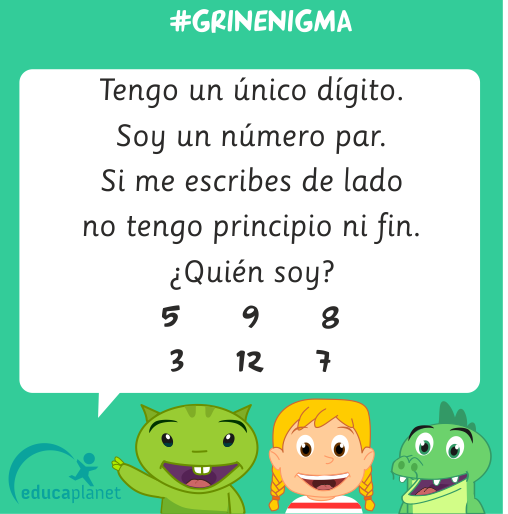 #GRINENIGMA
Tengo un único dígito.
Soy un número par.
Si me escribes de lado
no tengo principio ni fin.
¿Quién soy?
5 9 8
3 12 7
educaplanet